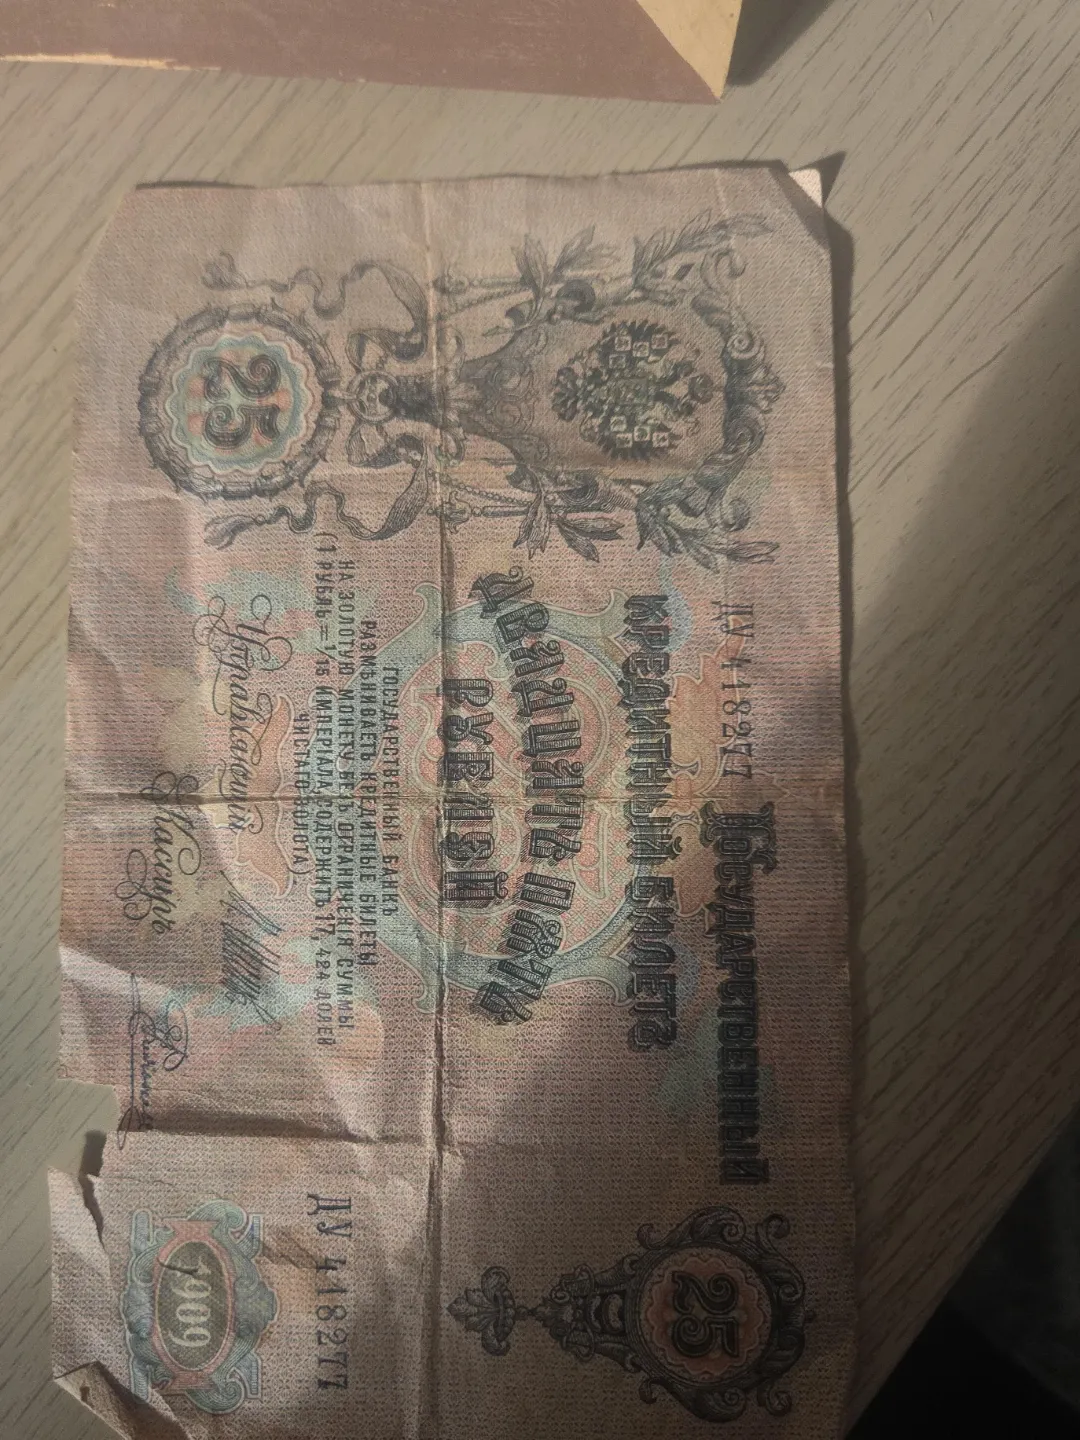 ДУ 418277
Государственный
КРЕДИТНЫЙ БИЛЕТЪ
ДВАДЦАТЬ ПЯТЬ
РУБЛЕЙ
ГОСУДАРСТВЕННЫЙ БАНКЪ
РАЗМѢНИВАЕТЪ КРЕДИТНЫЕ БИЛЕТЫ
НА ЗОЛОТУЮ МОНЕТУ БЕЗЪ ОГРАНИЧЕНІЯ СУММЫ
(1 РУБЛЬ = 1/15 ИМПЕРІАЛА, СОДЕРЖИТЪ 17, 424 ДОЛЕЙ
ЧИСТАГО ЗОЛОТА)
Управляющій
Кассиръ
25
25
ДУ 418277
1909